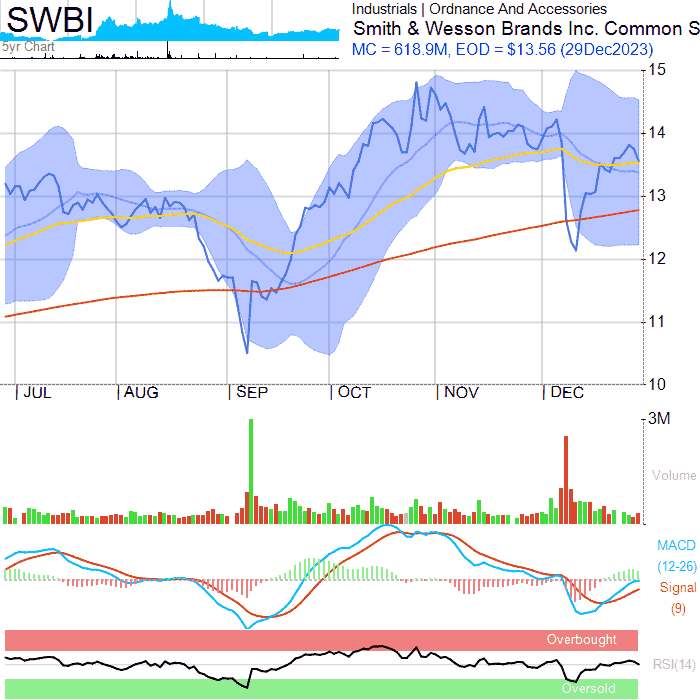 SWBI
5yr Chart
Industrials | Ordnance And Accessories
Smith & Wesson Brands Inc. Common S
MC = 618.9M, EOD = $13.56 (29Dec2023)
15
14
13
12
11
10
JUL AUG SEP OCT NOV DEC
3M
Volume
MACD
(12-26)
Signal
(9)
Overbought
RSI(14)
Oversold